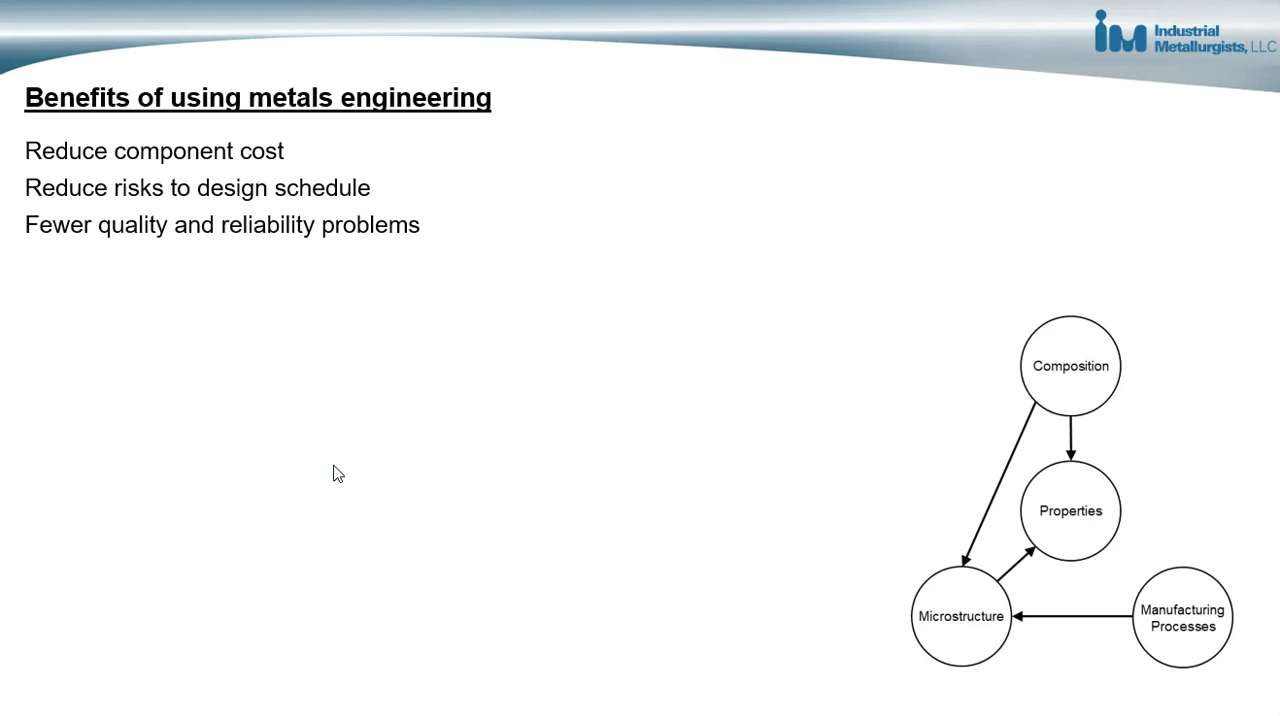 Industrial
Metallurgists, LLC
Benefits of using metals engineering
Reduce component cost
Reduce risks to design schedule
Fewer quality and reliability problems
Composition
Properties
Microstructure
Manufacturing
Processes